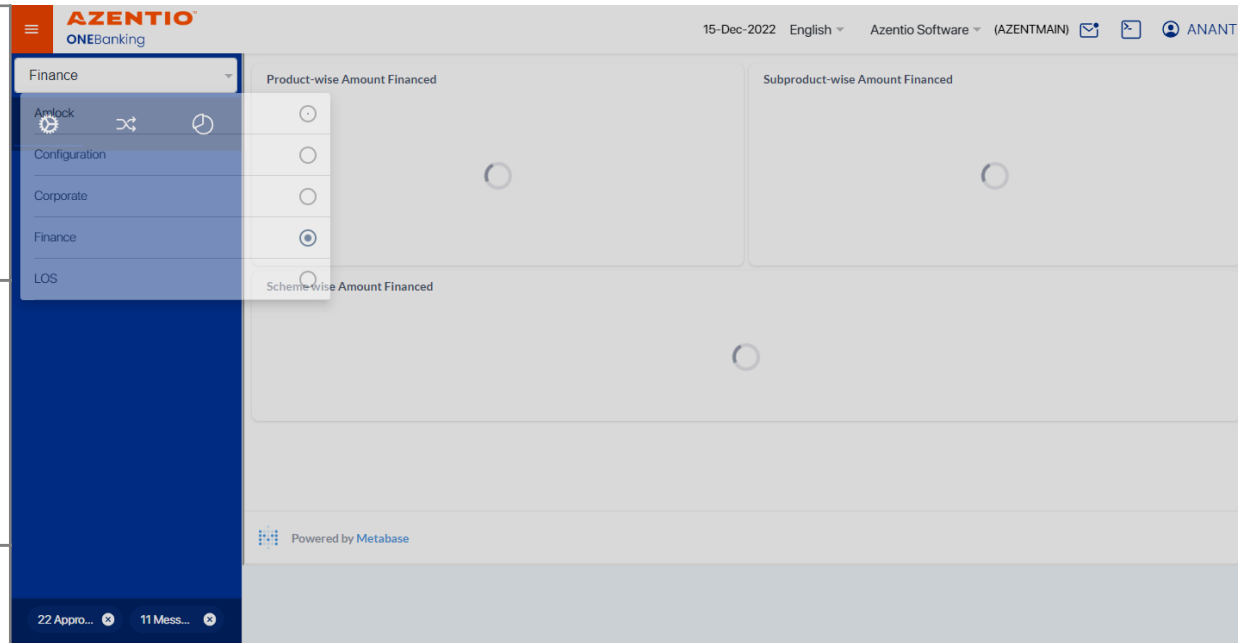 AZENTIO™
ONEBanking
15-Dec-2022 English Azentio Software (AZENTMAIN) ANANT
Finance
Product-wise Amount Financed
Subproduct-wise Amount Financed
Amlock
Configuration
Corporate
Finance
LOS
Scheme-wise Amount Financed
Powered by Metabase
22 Appro... 11 Mess...